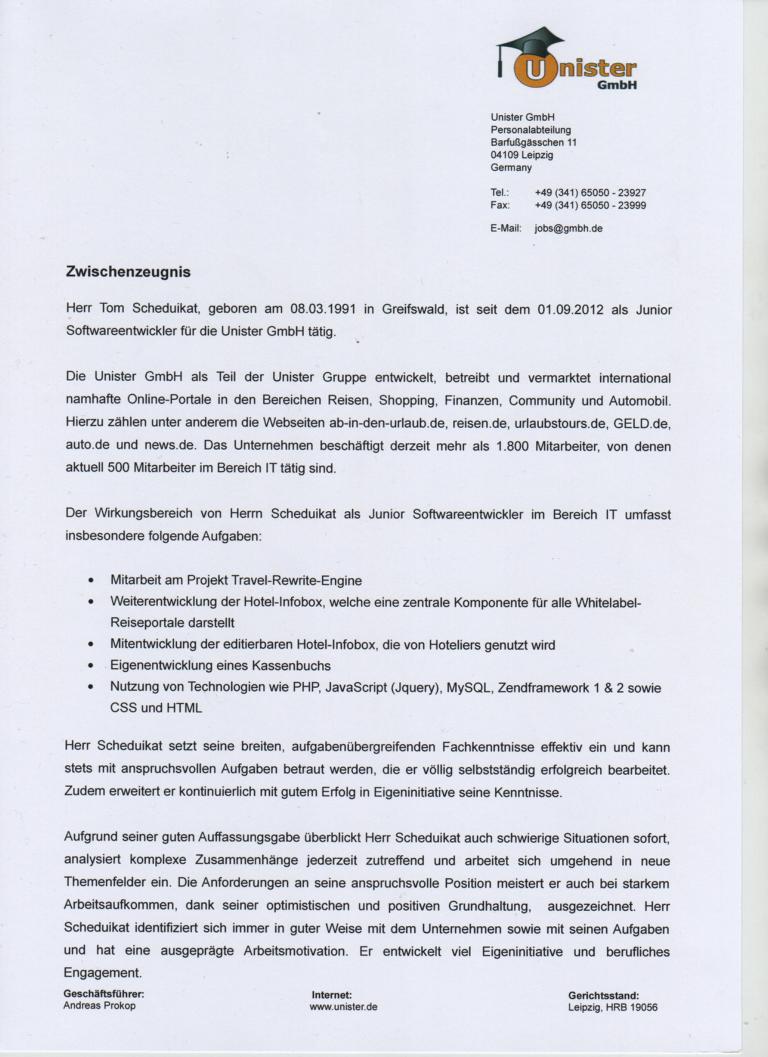 Unister
GmbH
Unister GmbH
Personalabteilung
Barfußgässchen 11
04109 Leipzig
Germany
Tel.: +49 (341) 65050 - 23927
Fax: +49 (341) 65050 - 23999
E-Mail: jobs@gmbh.de
Zwischenzeugnis
Herr Tom Scheduikat, geboren am 08.03.1991 in Greifswald, ist seit dem 01.09.2012 als Junior
Softwareentwickler für die Unister GmbH tätig.
Die Unister GmbH als Teil der Unister Gruppe entwickelt, betreibt und vermarktet international
namhafte Online-Portale in den Bereichen Reisen, Shopping, Finanzen, Community und Automobil.
Hierzu zählen unter anderem die Webseiten ab-in-den-urlaub.de, reisen.de, urlaubstours.de, GELD.de,
auto.de und news.de. Das Unternehmen beschäftigt derzeit mehr als 1.800 Mitarbeiter, von denen
aktuell 500 Mitarbeiter im Bereich IT tätig sind.
Der Wirkungsbereich von Herrn Scheduikat als Junior Softwareentwickler im Bereich IT umfasst
insbesondere folgende Aufgaben:
• Mitarbeit am Projekt Travel-Rewrite-Engine
• Weiterentwicklung der Hotel-Infobox, welche eine zentrale Komponente für alle Whitelabel-
Reiseportale darstellt
• Mitentwicklung der editierbaren Hotel-Infobox, die von Hoteliers genutzt wird
• Eigenentwicklung eines Kassenbuchs
• Nutzung von Technologien wie PHP, JavaScript (Jquery), MySQL, Zendframework 1 & 2 sowie
CSS und HTML
Herr Scheduikat setzt seine breiten, aufgabenübergreifenden Fachkenntnisse effektiv ein und kann
stets mit anspruchsvollen Aufgaben betraut werden, die er völlig selbstständig erfolgreich bearbeitet.
Zudem erweitert er kontinuierlich mit gutem Erfolg in Eigeninitiative seine Kenntnisse.
Aufgrund seiner guten Auffassungsgabe überblickt Herr Scheduikat auch schwierige Situationen sofort,
analysiert komplexe Zusammenhänge jederzeit zutreffend und arbeitet sich umgehend in neue
Themenfelder ein. Die Anforderungen an seine anspruchsvolle Position meistert er auch bei starkem
Arbeitsaufkommen, dank seiner optimistischen und positiven Grundhaltung, ausgezeichnet. Herr
Scheduikat identifiziert sich immer in guter Weise mit dem Unternehmen sowie mit seinen Aufgaben
und hat eine ausgeprägte Arbeitsmotivation. Er entwickelt viel Eigeninitiative und berufliches
Engagement.
Geschäftsführer: Internet: Gerichtsstand:
Andreas Prokop www.unister.de Leipzig, HRB 19056